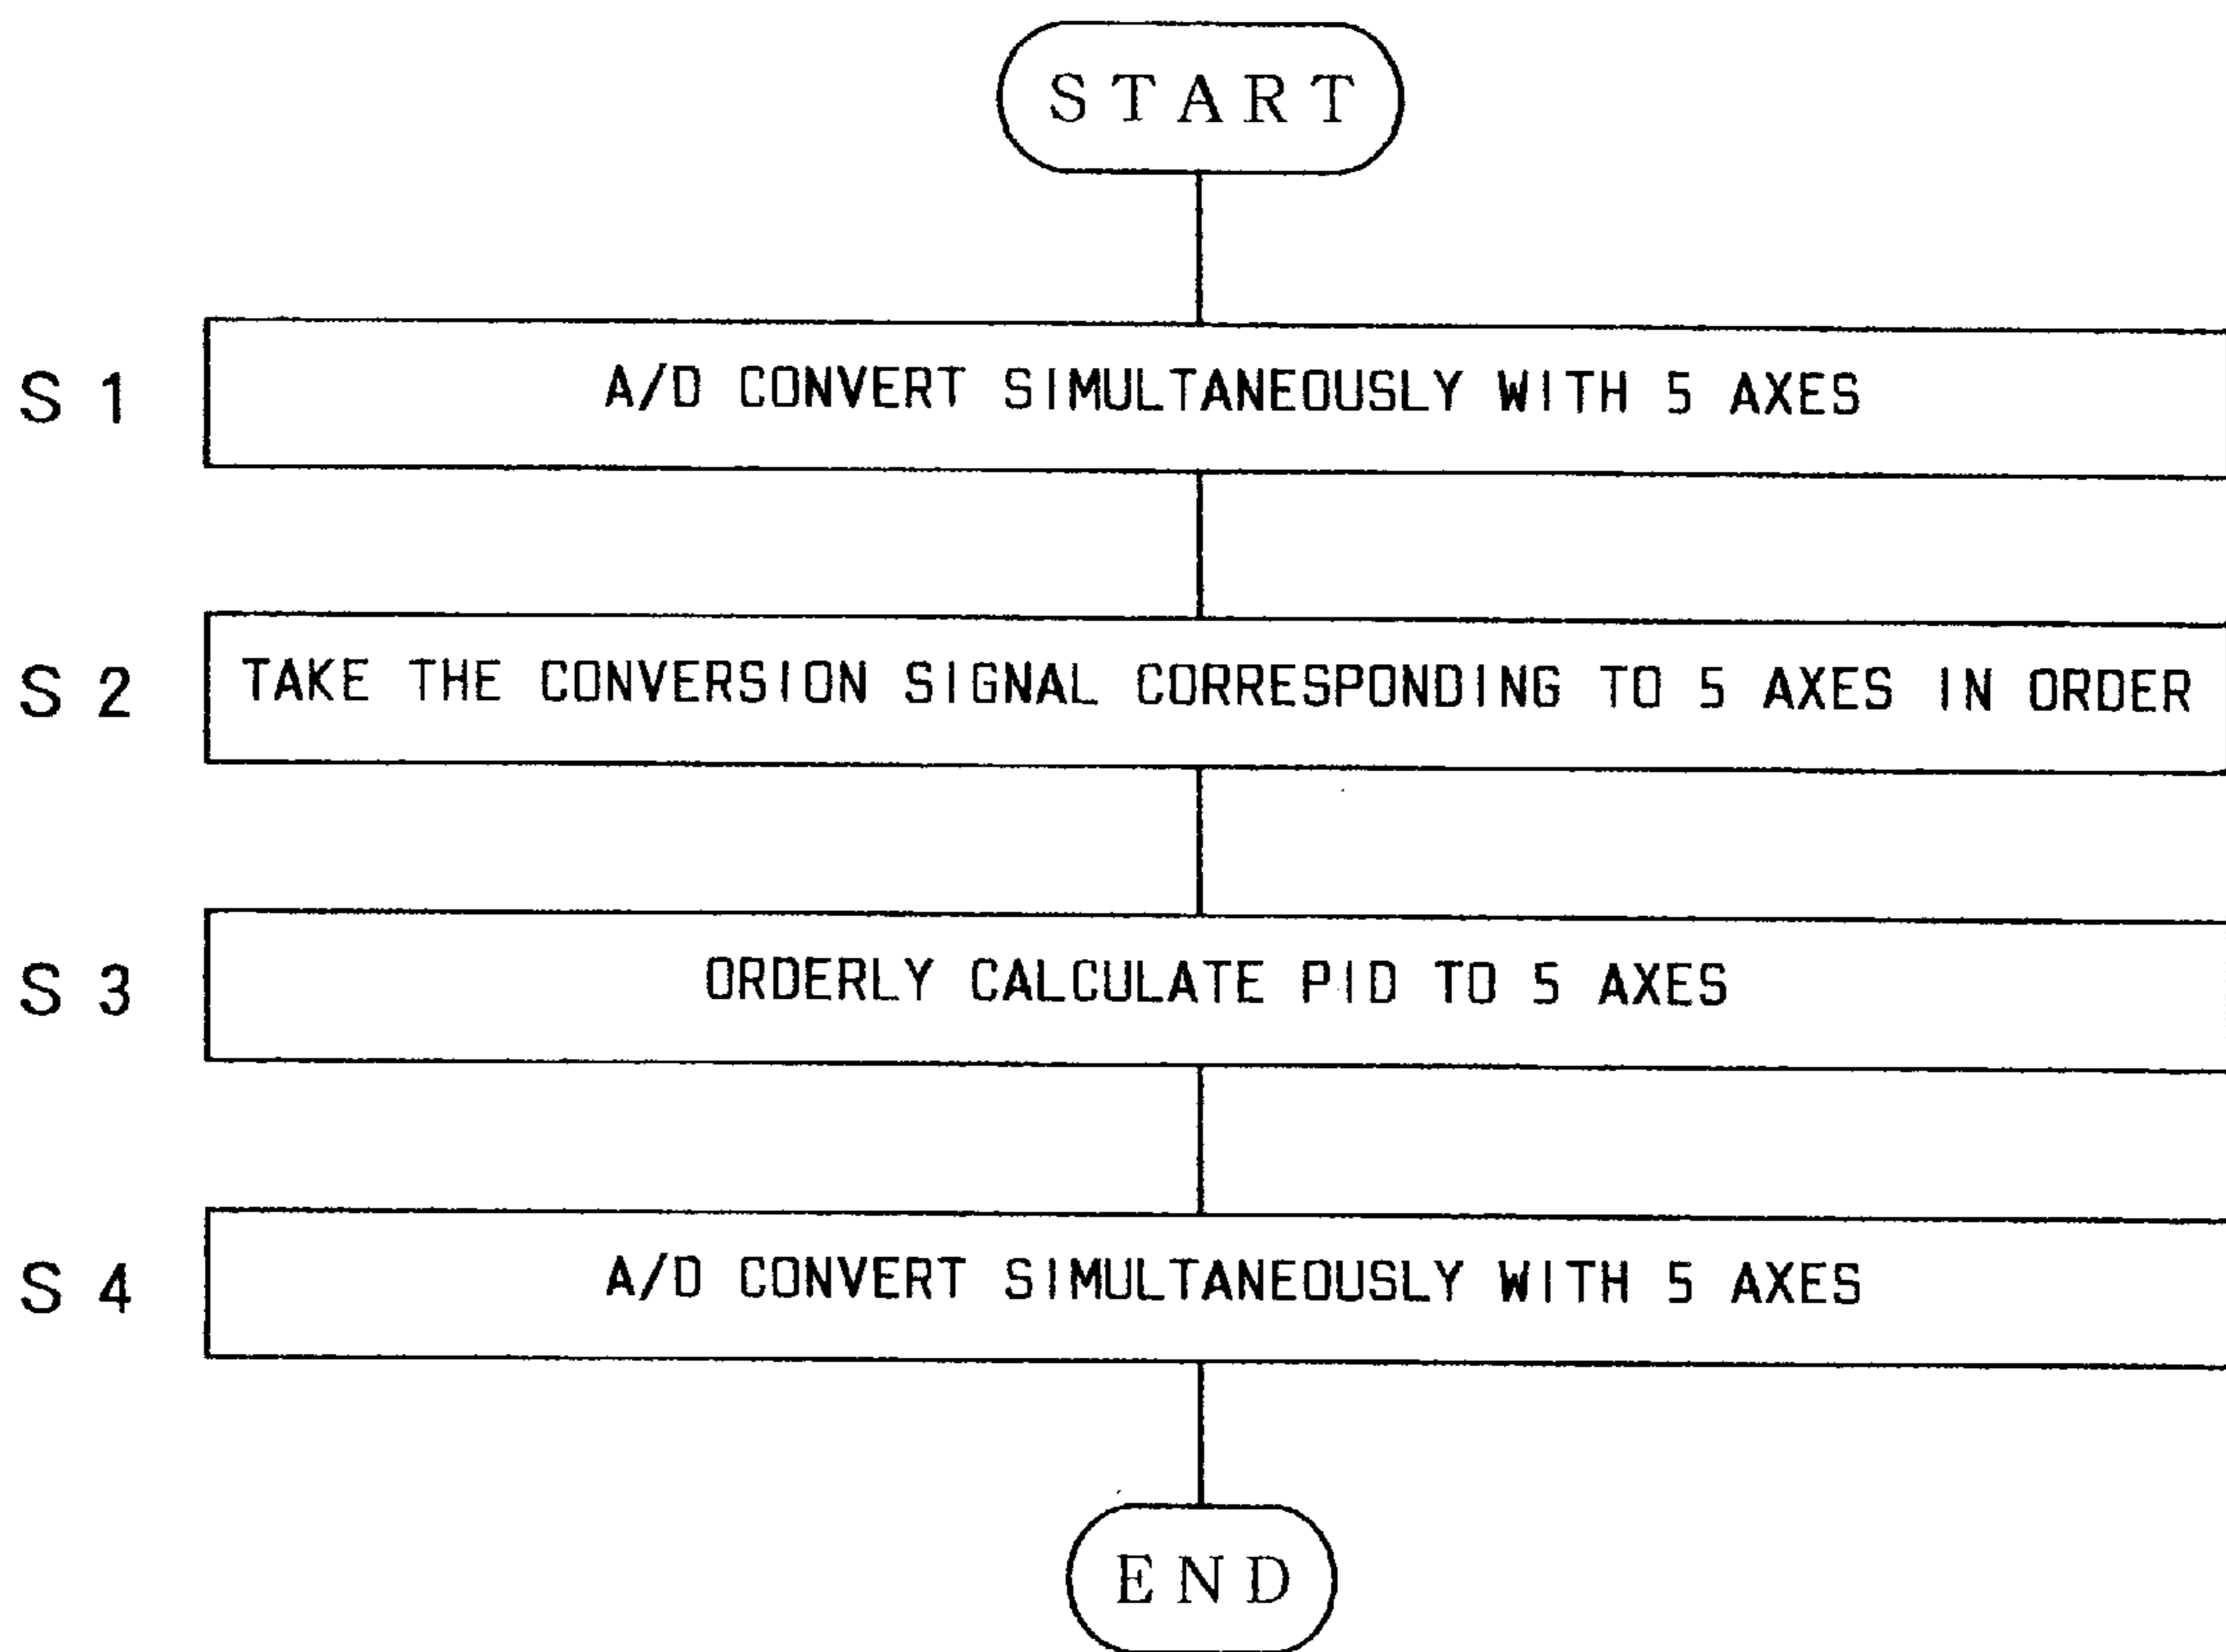 START
S 1 A/D CONVERT SIMULTANEOUSLY WITH 5 AXES
S 2 TAKE THE CONVERSION SIGNAL CORRESPONDING TO 5 AXES IN ORDER
S 3 ORDERLY CALCULATE PID TO 5 AXES
S 4 A/D CONVERT SIMULTANEOUSLY WITH 5 AXES
END